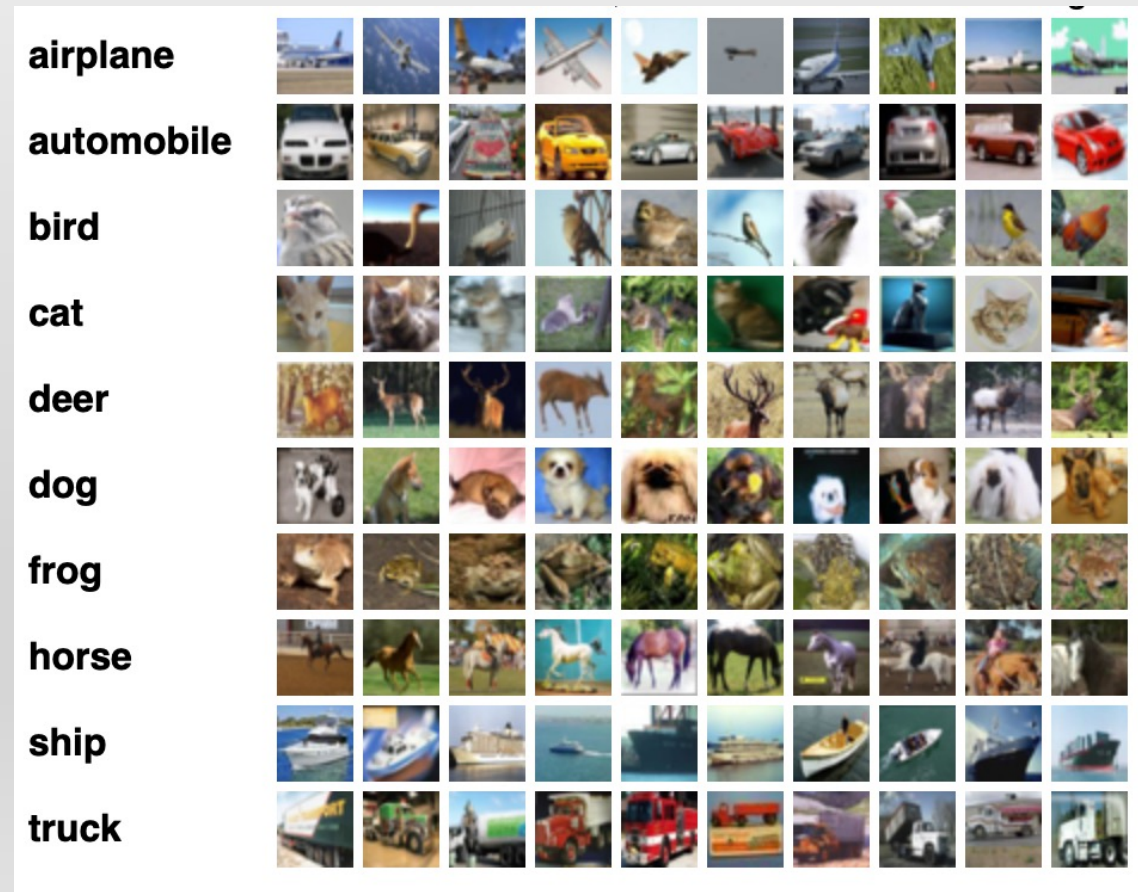 airplane
automobile
bird
cat
deer
dog
frog
horse
ship
truck